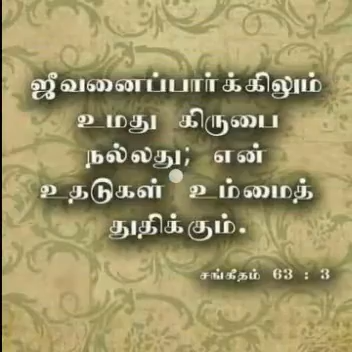 ஜீவனைப்பார்க்கிலும்
உமது கிருபை
நல்லது; என்
உதடுகள் உம்மைத்
துதிக்கும்.
சங்கீதம் 63 : 3